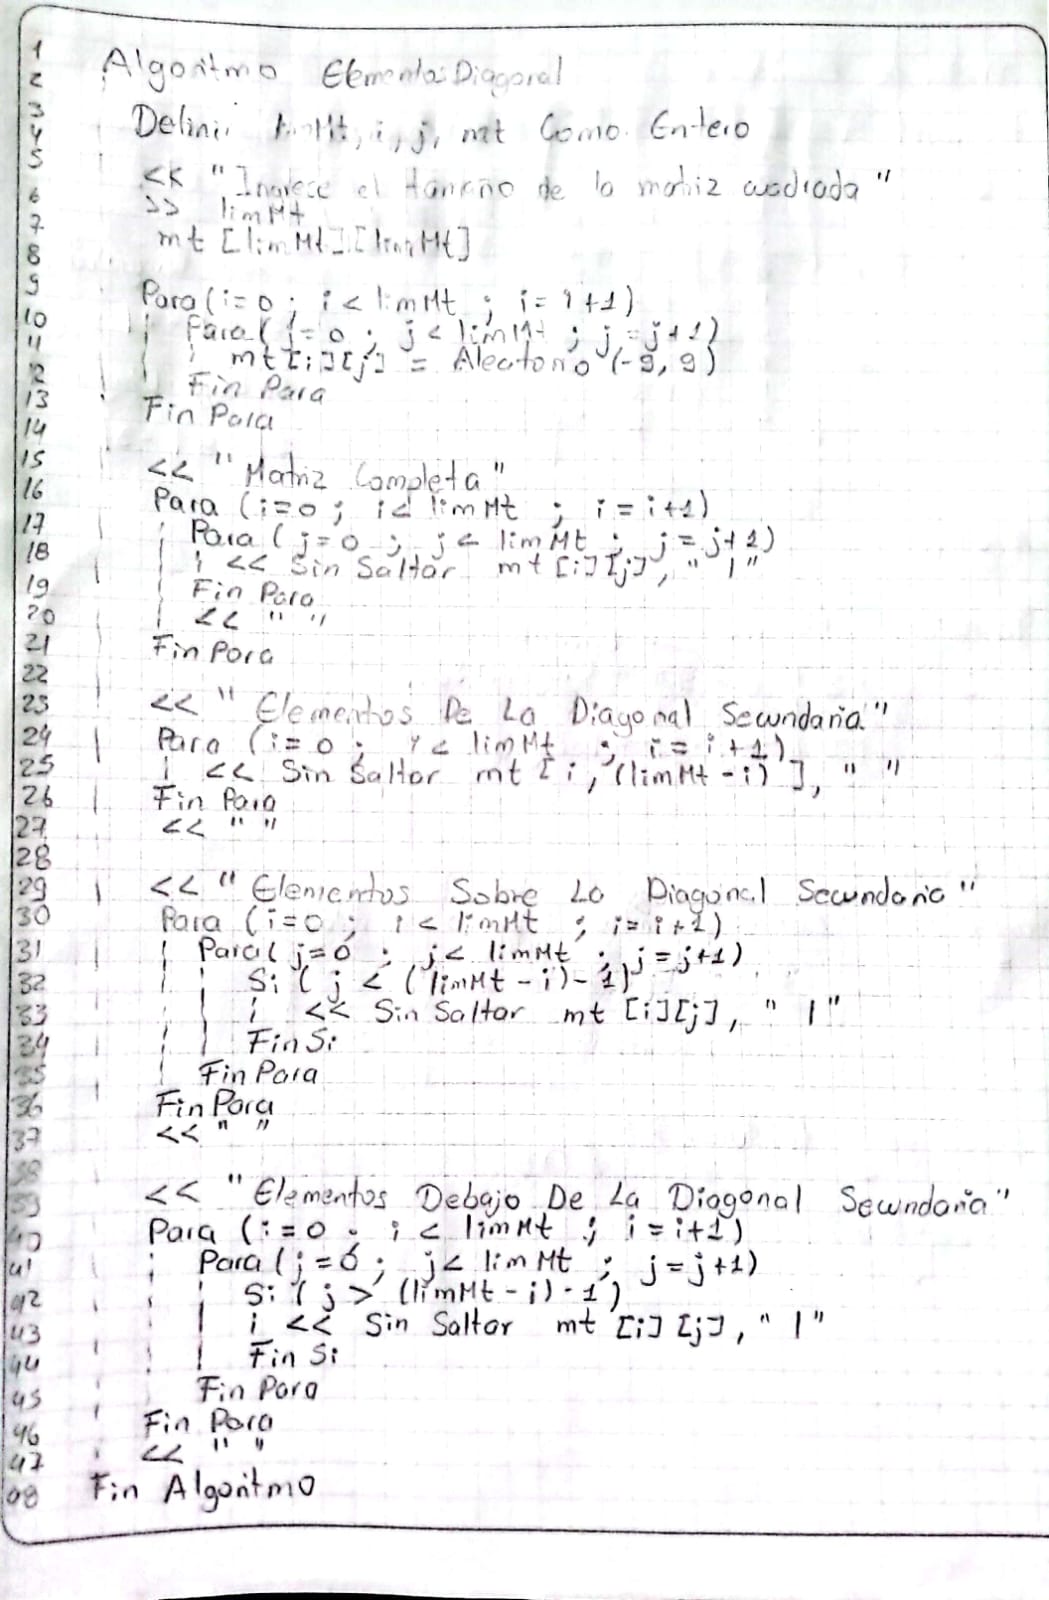 1
2 Algoritmo ElementosDiagonal
3
4 Definir limMt, i, j, mt Como Entero
5
6 << "Ingrese el tamaño de la matriz cuadrada"
7 >> limMt
8 mt [limMt][limMt]
9
10 Para (i=0 ; i < limMt ; i = i+1)
11 Para ( j=0 ; j < limMt ; j = j+1)
12 mt[i][j] = Aleatorio (-9, 9)
13 Fin Para
14 Fin Para
15
16 << "Matriz Completa"
17 Para (i=0 ; i< limMt ; i = i+1)
18 Para ( j=0 ; j < limMt ; j = j+1)
19 << Sin Saltar mt [i][j], " |"
20 Fin Para
21 << " "
22 Fin Para
23 << " Elementos De La Diagonal Secundaria"
24 Para (i=0 ; i< limMt ; i = i+1)
25 << Sin Saltar mt [i, (limMt - i) ], " "
26 Fin Para
27 << " "
28
29 << " Elementos Sobre La Diagonal Secundaria"
30 Para (i=0 ; i < limMt ; i=i+1)
31 Para( j=0 ; j< limMt ; j=j+1)
32 Si ( j < (limMt - i) - 1)
33 << Sin Saltar mt [i][j], " |"
34 Fin Si
35 Fin Para
36 Fin Para
37 << " "
38
39 << "Elementos Debajo De La Diagonal Secundaria"
40 Para (i=0 ; i < limMt ; i = i+1)
41 Para ( j=0 ; j< limMt ; j=j+1)
42 Si ( j > (limMt - i) - 1)
43 << Sin Saltar mt [i][j], " |"
44 Fin Si
45 Fin Para
46 Fin Para
47 << " "
48 Fin Algoritmo